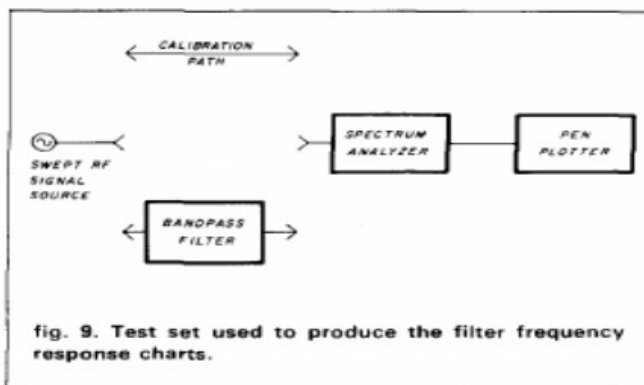 CALIBRATION
PATH
SWEPT RF
SIGNAL
SOURCE
SPECTRUM
ANALYZER
PEN
PLOTTER
BANDPASS
FILTER
fig. 9. Test set used to produce the filter frequency
response charts.